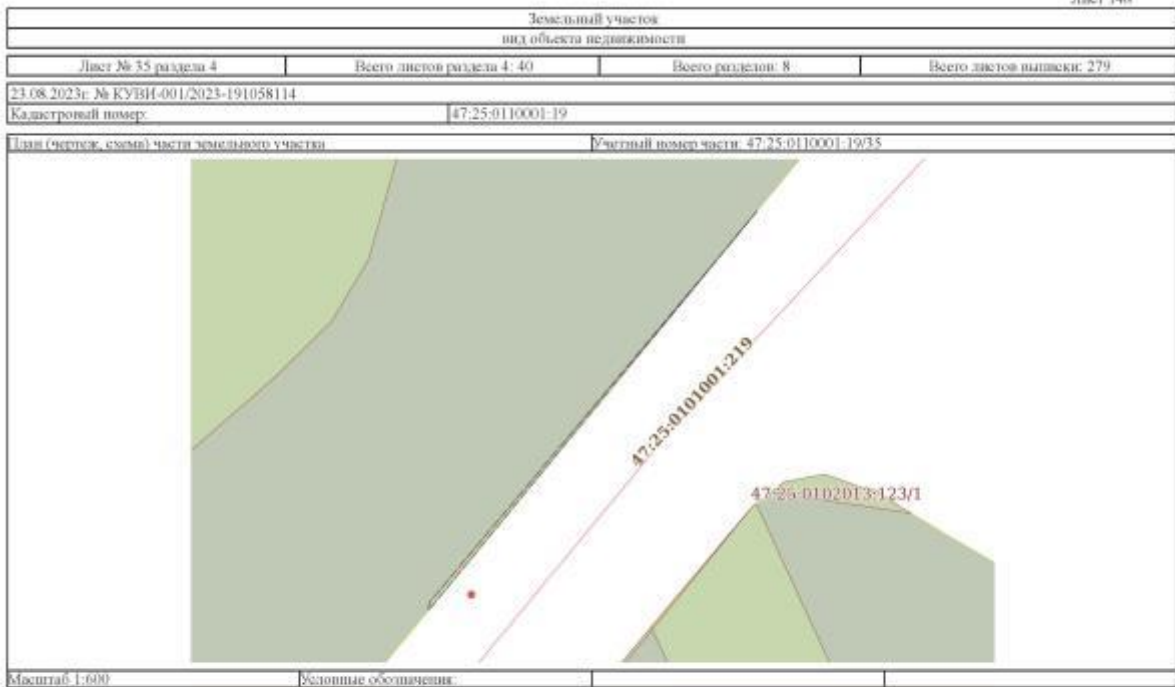 Земельный участок
вид объекта недвижимости
Лист № 35 раздела 4 Всего листов раздела 4: 40 Всего разделов: 8 Всего листов выписки: 279
23.08.2023г. № КУВИ-001/2023-191058114
Кадастровый номер: 47:25:0110001:19
План (чертеж, схема) части земельного участка Учетный номер части: 47:25:0110001:19/35
47:25:0101001:219
47:25:0102013:123/1
Масштаб 1:600 Условные обозначения: